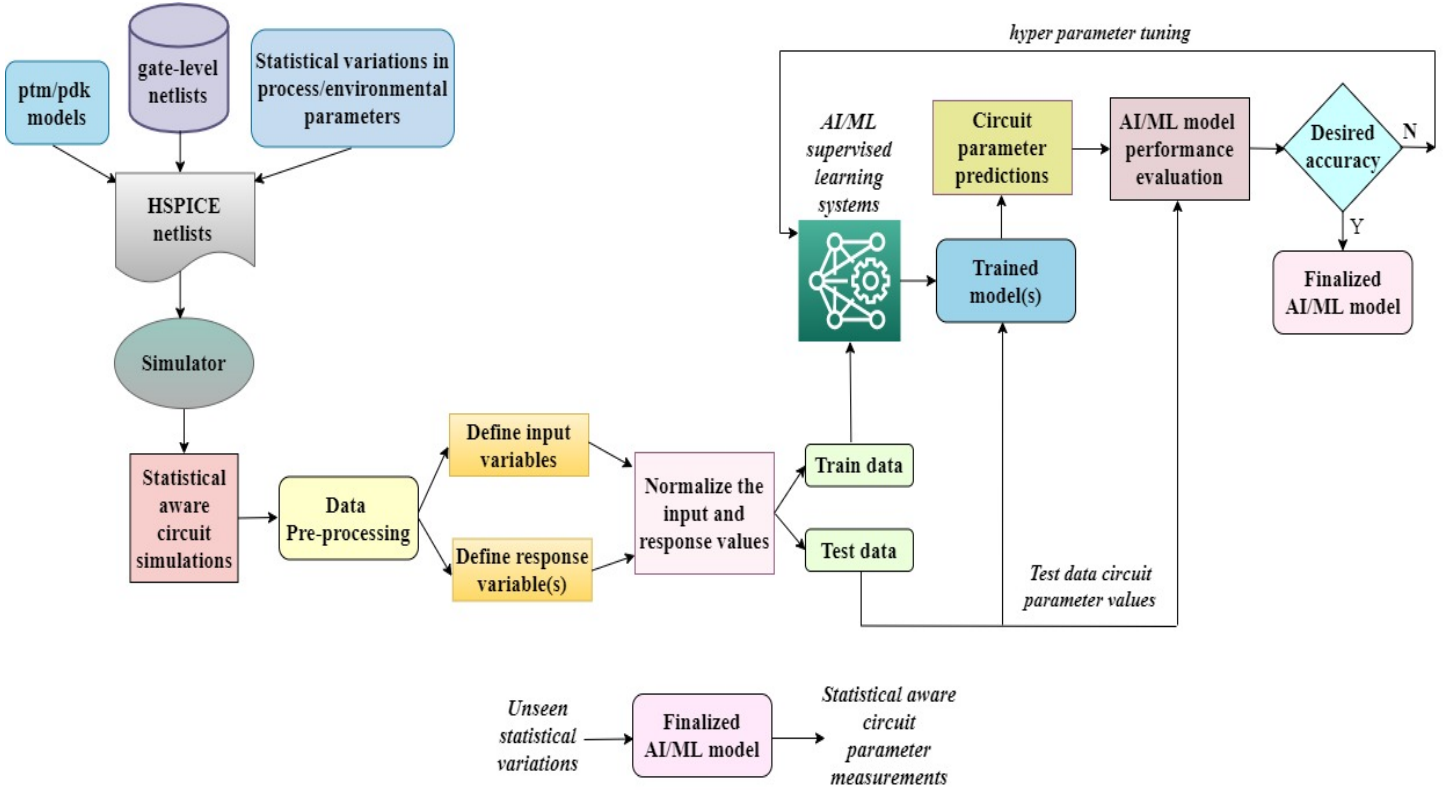 ptm/pdk
models
gate-level
netlists
Statistical variations in
process/environmental
parameters
HSPICE
netlists
Simulator
Statistical
aware
circuit
simulations
Data
Pre-processing
Define input
variables
Define response
variable(s)
Normalize the
input and
response values
Train data
Test data
AI/ML
supervised
learning
systems
Trained
model(s)
Circuit
parameter
predictions
AI/ML model
performance
evaluation
Desired
accuracy
N
Y
hyper parameter tuning
Finalized
AI/ML model
Test data circuit
parameter values
Unseen
statistical
variations
Finalized
AI/ML model
Statistical aware
circuit
parameter
measurements